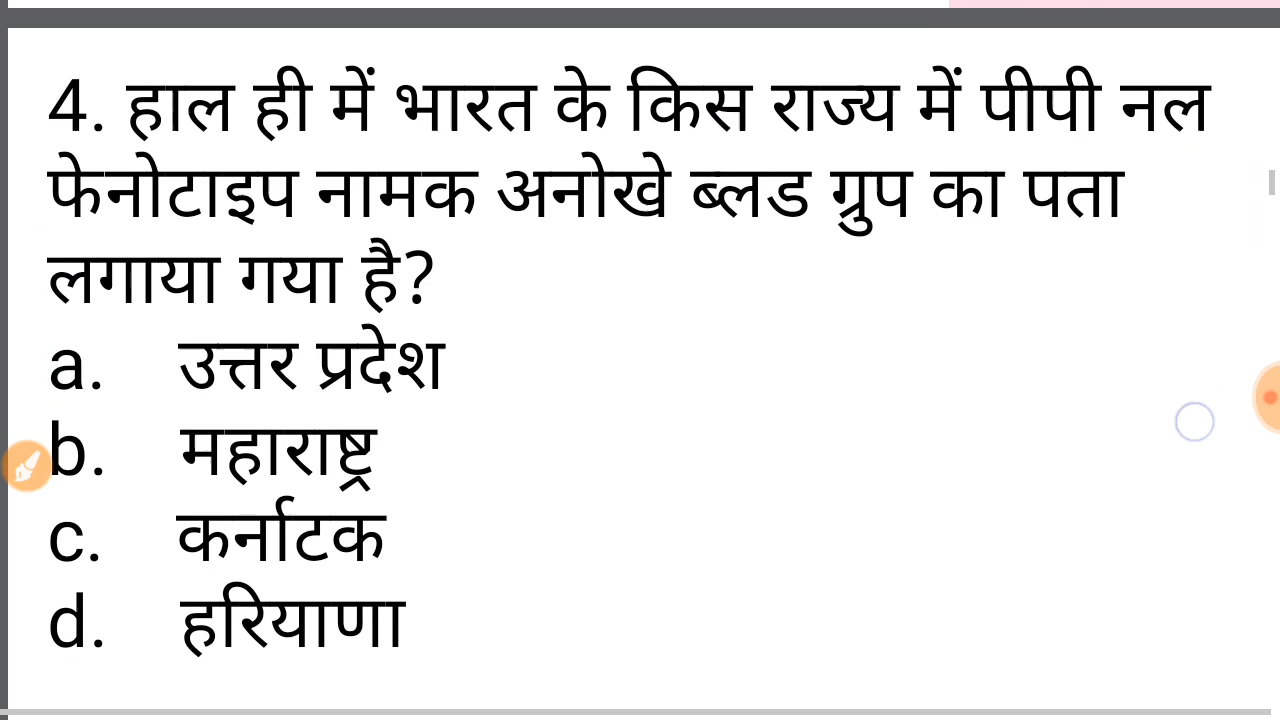 4. हाल ही में भारत के किस राज्य में पीपी नल
फेनोटाइप नामक अनोखे ब्लड ग्रुप का पता
लगाया गया है?
a. उत्तर प्रदेश
b. महाराष्ट्र
c. कर्नाटक
d. हरियाणा